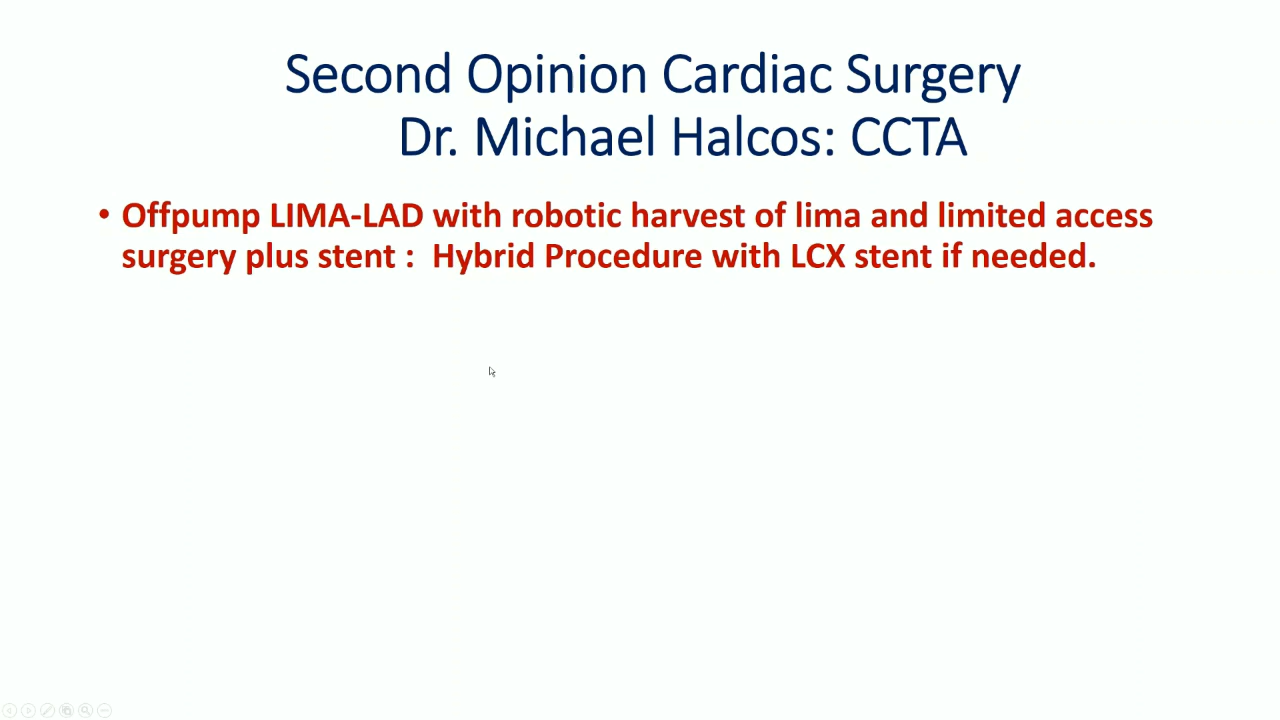 Second Opinion Cardiac Surgery
Dr. Michael Halcos: CCTA
• Offpump LIMA-LAD with robotic harvest of lima and limited access
surgery plus stent : Hybrid Procedure with LCX stent if needed.